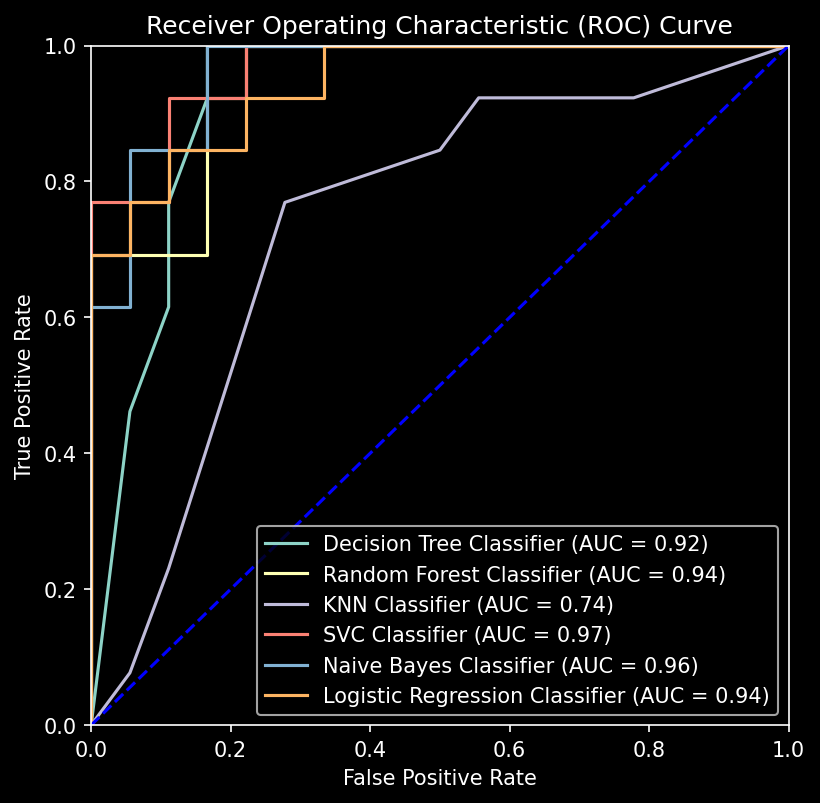 Receiver Operating Characteristic (ROC) Curve
1.0
0.8
0.6
0.4
0.2
0.0
True Positive Rate
Decision Tree Classifier (AUC = 0.92)
Random Forest Classifier (AUC = 0.94)
KNN Classifier (AUC = 0.74)
SVC Classifier (AUC = 0.97)
Naive Bayes Classifier (AUC = 0.96)
Logistic Regression Classifier (AUC = 0.94)
0.0 0.2 0.4 0.6 0.8 1.0
False Positive Rate